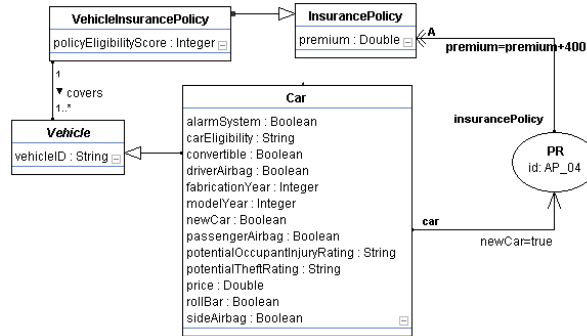 VehicleInsurancePolicy
policyEligibilityScore : Integer
InsurancePolicy
premium : Double
A
premium=premium+400
1
▼ covers
1..*
Vehicle
vehicleID : String
Car
alarmSystem : Boolean
carEligibility : String
convertible : Boolean
driverAirbag : Boolean
fabricationYear : Integer
modelYear : Integer
newCar : Boolean
passengerAirbag : Boolean
potentialOccupantInjuryRating : String
potentialTheftRating : String
price : Double
rollBar : Boolean
sideAirbag : Boolean
insurancePolicy
PR
id: AP_04
car
newCar=true